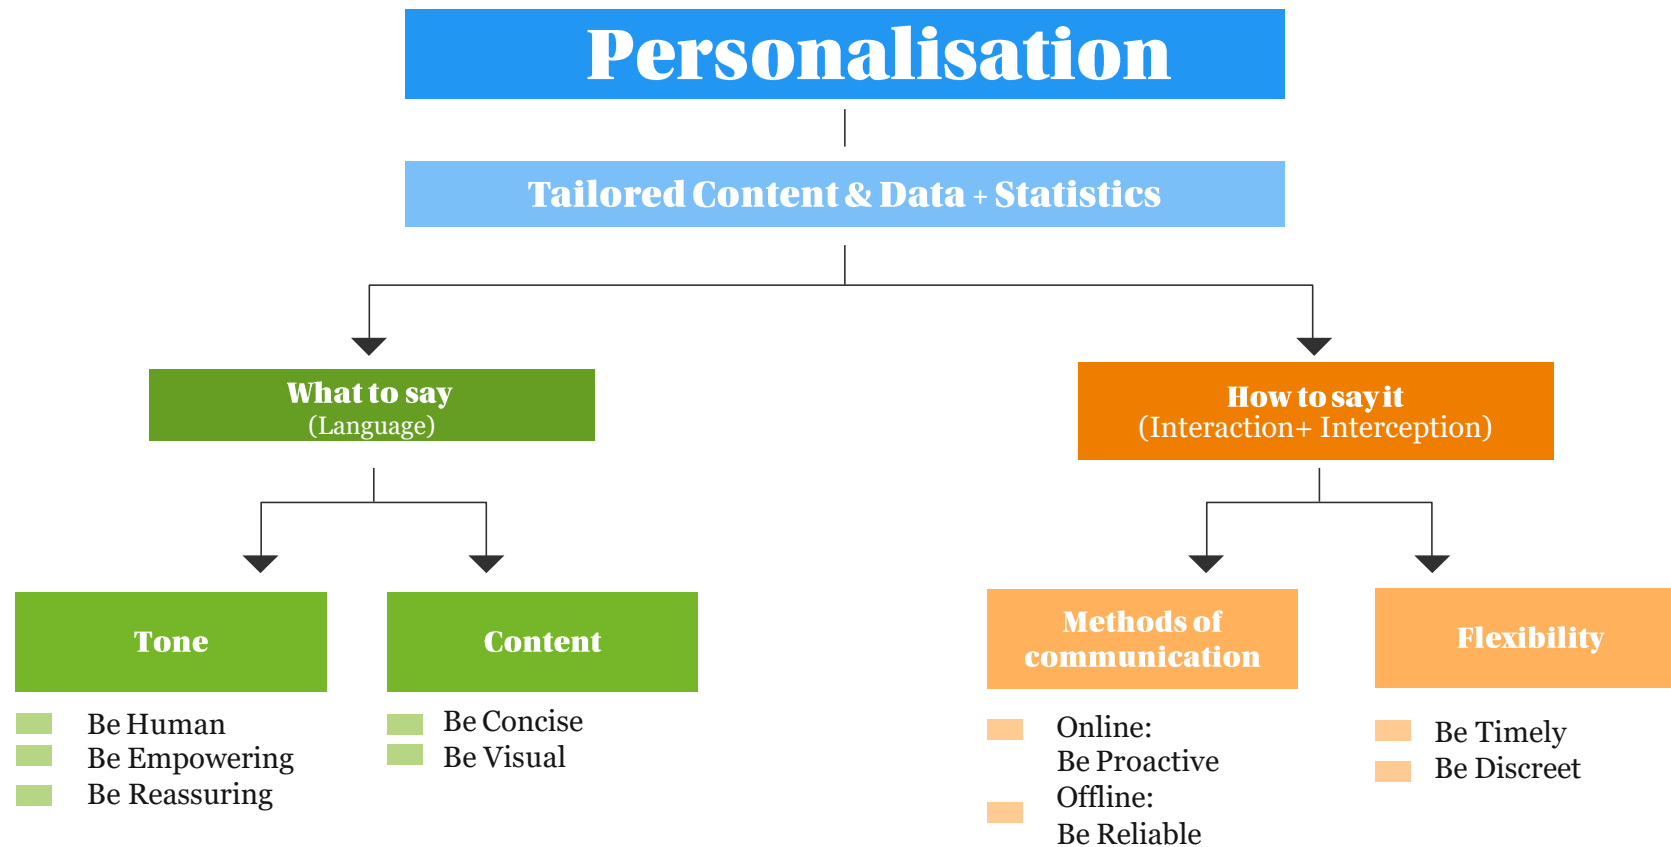 Personalisation
Tailored Content & Data + Statistics
What to say
(Language)
How to say it
(Interaction+ Interception)
Tone
Content
Methods of
communication
Flexibility
Be Human
Be Empowering
Be Reassuring
Be Concise
Be Visual
Online:
Be Proactive
Offline:
Be Reliable
Be Timely
Be Discreet